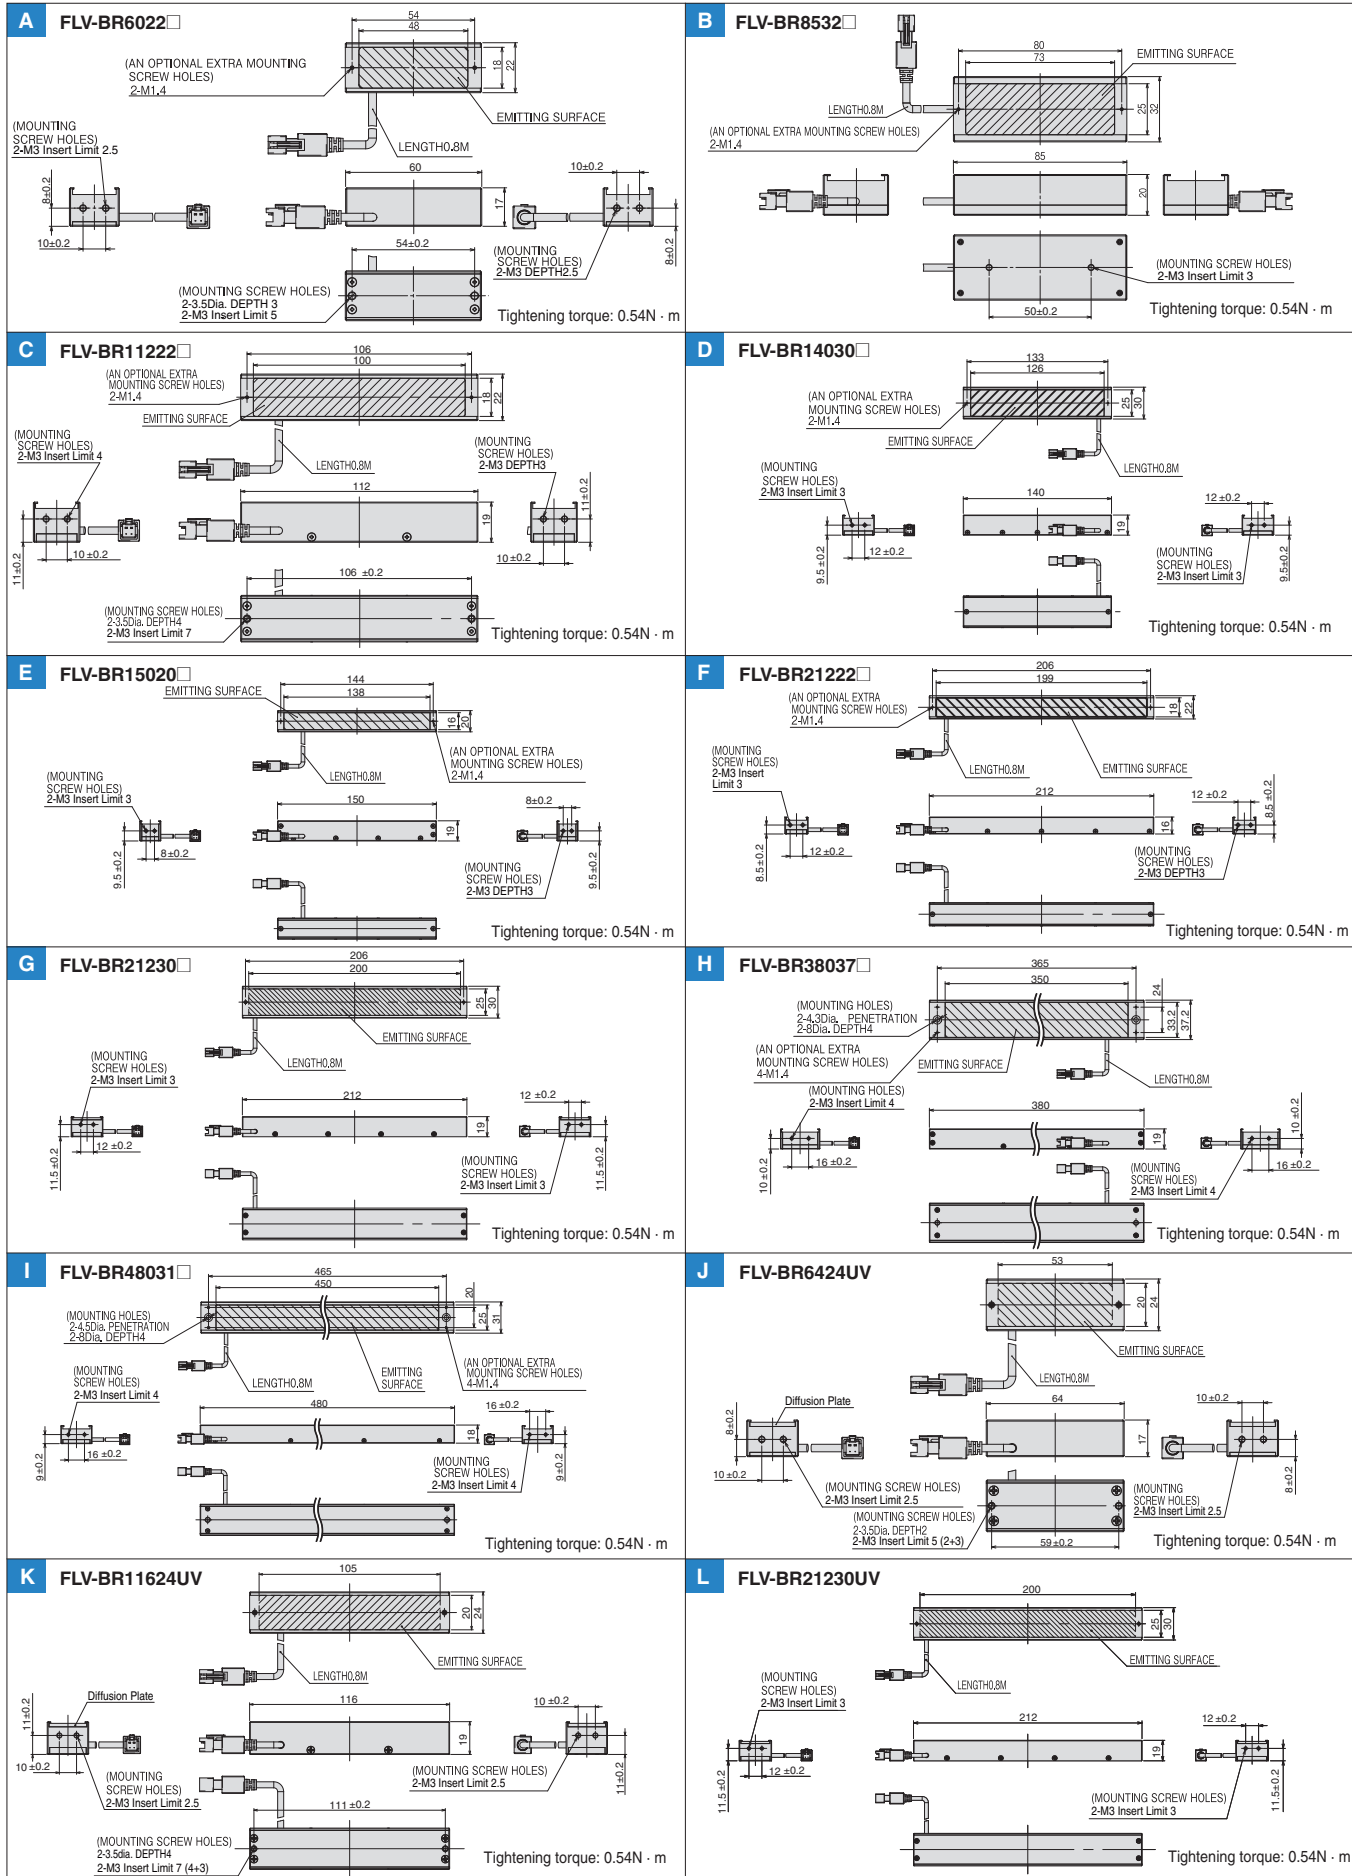 A FLV-BR6022□
54
48
(AN OPTIONAL EXTRA MOUNTING
SCREW HOLES)
2-M1.4
18
22
EMITTING SURFACE
LENGTH0.8M
(MOUNTING
SCREW HOLES)
2-M3 Insert Limit 2.5
8±0.2
10±0.2
60
17
10±0.2
8±0.2
(MOUNTING
SCREW HOLES)
2-M3 DEPTH2.5
54±0.2
(MOUNTING SCREW HOLES)
2-3.5Dia. DEPTH 3
2-M3 Insert Limit 5
Tightening torque: 0.54N · m
B FLV-BR8532□
80
73
EMITTING SURFACE
LENGTH0.8M
(AN OPTIONAL EXTRA MOUNTING SCREW HOLES)
2-M1.4
25
32
85
20
(MOUNTING SCREW HOLES)
2-M3 Insert Limit 3
50±0.2
Tightening torque: 0.54N · m
C FLV-BR11222□
106
100
(AN OPTIONAL EXTRA
MOUNTING SCREW HOLES)
2-M1.4
EMITTING SURFACE
18
22
(MOUNTING
SCREW HOLES)
2-M3 Insert Limit 4
LENGTH0.8M
(MOUNTING
SCREW HOLES)
2-M3 DEPTH3
112
19
11±0.2
10±0.2
11±0.2
10±0.2
106 ±0.2
(MOUNTING SCREW HOLES)
2-3.5Dia. DEPTH4
2-M3 Insert Limit 7
Tightening torque: 0.54N · m
D FLV-BR14030□
133
126
(AN OPTIONAL EXTRA
MOUNTING SCREW HOLES)
2-M1.4
EMITTING SURFACE
25
30
LENGTH0.8M
(MOUNTING
SCREW HOLES)
2-M3 Insert Limit 3
140
19
12 ±0.2
9.5±0.2
12 ±0.2
9.5±0.2
(MOUNTING
SCREW HOLES)
2-M3 Insert Limit 3
Tightening torque: 0.54N · m
E FLV-BR15020□
EMITTING SURFACE
144
138
16
20
(AN OPTIONAL EXTRA
MOUNTING SCREW HOLES)
2-M1.4
LENGTH0.8M
(MOUNTING
SCREW HOLES)
2-M3 Insert Limit 3
150
19
8±0.2
9.5±0.2
8±0.2
9.5±0.2
(MOUNTING
SCREW HOLES)
2-M3 DEPTH3
Tightening torque: 0.54N · m
F FLV-BR21222□
206
199
(AN OPTIONAL EXTRA
MOUNTING SCREW HOLES)
2-M1.4
18
22
(MOUNTING
SCREW HOLES)
2-M3 Insert
Limit 3
LENGTH0.8M
EMITTING SURFACE
212
16
12 ±0.2
8.5±0.2
8.5±0.2
12 ±0.2
(MOUNTING
SCREW HOLES)
2-M3 DEPTH3
Tightening torque: 0.54N · m
G FLV-BR21230□
206
200
25
30
EMITTING SURFACE
LENGTH0.8M
(MOUNTING
SCREW HOLES)
2-M3 Insert Limit 3
212
19
12 ±0.2
11.5±0.2
12 ±0.2
11.5±0.2
(MOUNTING
SCREW HOLES)
2-M3 Insert Limit 3
Tightening torque: 0.54N · m
H FLV-BR38037□
365
350
24
33.2
37.2
(MOUNTING HOLES)
2-4.3Dia. PENETRATION
2-8Dia. DEPTH4
(AN OPTIONAL EXTRA
MOUNTING SCREW HOLES)
4-M1.4
EMITTING SURFACE
LENGTH0.8M
(MOUNTING HOLES)
2-M3 Insert Limit 4
380
19
10 ±0.2
10±0.2
16 ±0.2
16 ±0.2
(MOUNTING
SCREW HOLES)
2-M3 Insert Limit 4
Tightening torque: 0.54N · m
I FLV-BR48031□
465
450
20
25
31
(MOUNTING HOLES)
2-4.5Dia. PENETRATION
2-8Dia. DEPTH4
(MOUNTING
SCREW HOLES)
2-M3 Insert Limit 4
LENGTH0.8M
EMITTING
SURFACE
(AN OPTIONAL EXTRA
MOUNTING SCREW HOLES)
4-M1.4
480
18
16 ±0.2
9±0.2
16 ±0.2
9±0.2
(MOUNTING
SCREW HOLES)
2-M3 Insert Limit 4
Tightening torque: 0.54N · m
J FLV-BR6424UV
53
20
24
EMITTING SURFACE
LENGTH0.8M
Diffusion Plate
64
17
10±0.2
8±0.2
10±0.2
8±0.2
(MOUNTING SCREW HOLES)
2-M3 Insert Limit 2.5
(MOUNTING
SCREW HOLES)
2-M3 Insert Limit 2.5
(MOUNTING SCREW HOLES)
2-3.5Dia. DEPTH2
2-M3 Insert Limit 5 (2+3)
59±0.2
Tightening torque: 0.54N · m
K FLV-BR11624UV
105
20
24
EMITTING SURFACE
LENGTH0.8M
Diffusion Plate
116
19
10 ±0.2
11±0.2
10±0.2
11±0.2
(MOUNTING
SCREW HOLES)
2-M3 Insert Limit 2.5
(MOUNTING SCREW HOLES)
2-M3 Insert Limit 2.5
111 ±0.2
(MOUNTING SCREW HOLES)
2-3.5dia. DEPTH4
2-M3 Insert Limit 7 (4+3)
Tightening torque: 0.54N · m
L FLV-BR21230UV
200
25
30
EMITTING SURFACE
LENGTH0.8M
(MOUNTING
SCREW HOLES)
2-M3 Insert Limit 3
212
19
12 ±0.2
11.5±0.2
12 ±0.2
11.5±0.2
(MOUNTING SCREW HOLES)
2-M3 Insert Limit 3
Tightening torque: 0.54N · m